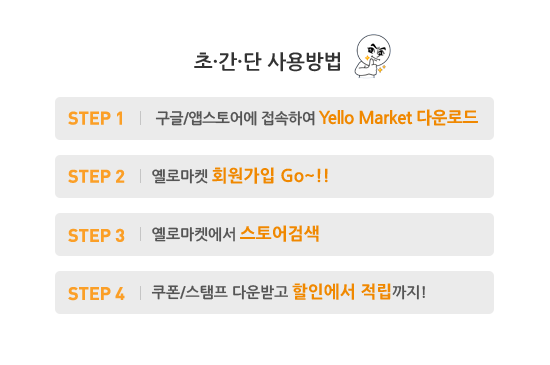 초·간·단 사용방법
STEP 1 구글/앱스토어에 접속하여 Yello Market 다운로드
STEP 2 옐로마켓 회원가입 Go~!!
STEP 3 옐로마켓에서 스토어검색
STEP 4 쿠폰/스탬프 다운받고 할인에서 적립까지!